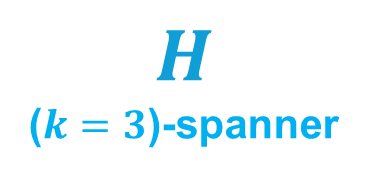 H
(k = 3)-spanner